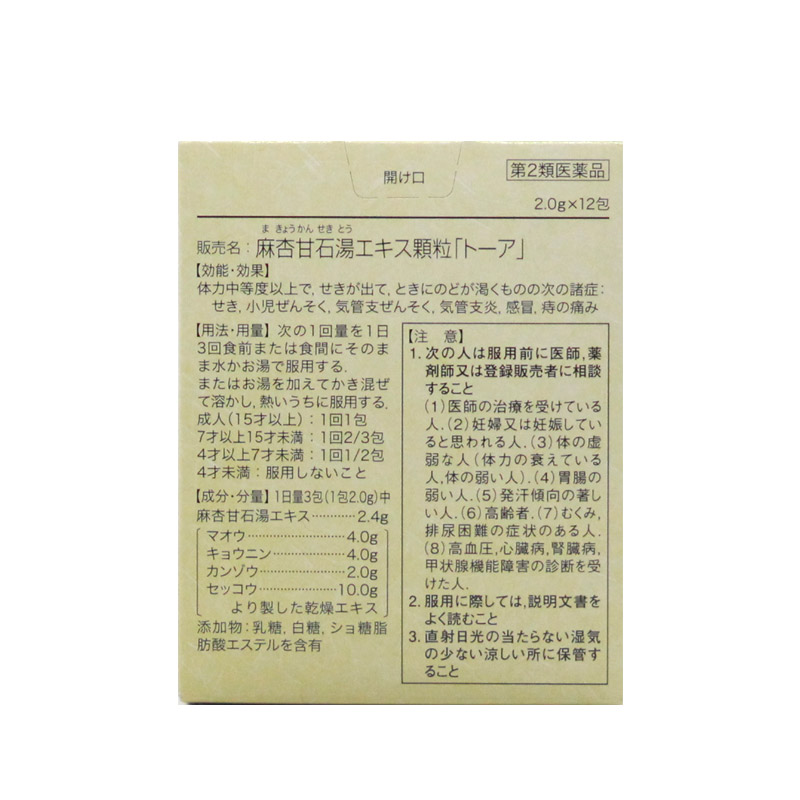 開け口
第2類医薬品
2.0g×12包
ま きょうかん せき とう
販売名：麻杏甘石湯エキス顆粒「トーア」
【効能・効果】
体力中等度以上で，せきが出て，ときにのどが渇くものの次の諸症：
せき，小児ぜんそく，気管支ぜんそく，気管支炎，感冒，痔の痛み
【用法・用量】次の1回量を1日
3回食前または食間にそのま
ま水かお湯で服用する．
またはお湯を加えてかき混ぜ
て溶かし，熱いうちに服用する．
成人（15才以上）：1回1包
7才以上15才未満：1回2/3包
4才以上7才未満：1回1/2包
4才未満：服用しないこと
【成分・分量】1日量3包（1包2.0g）中
麻杏甘石湯エキス…………2.4g
マオウ………………………4.0g
キョウニン…………………4.0g
カンゾウ……………………2.0g
セッコウ……………………10.0g
より製した乾燥エキス
添加物：乳糖，白糖，ショ糖脂
肪酸エステルを含有
【注　意】
1. 次の人は服用前に医師，薬
剤師又は登録販売者に相談
すること
（1）医師の治療を受けている
人．（2）妊婦又は妊娠してい
ると思われる人．（3）体の虚
弱な人（体力の衰えている
人，体の弱い人）．（4）胃腸の
弱い人．（5）発汗傾向の著し
い人．（6）高齢者．（7）むくみ，
排尿困難の症状のある人．
（8）高血圧，心臓病，腎臓病，
甲状腺機能障害の診断を受
けた人．
2. 服用に際しては，説明文書を
よく読むこと
3. 直射日光の当たらない湿気
の少ない涼しい所に保管す
ること